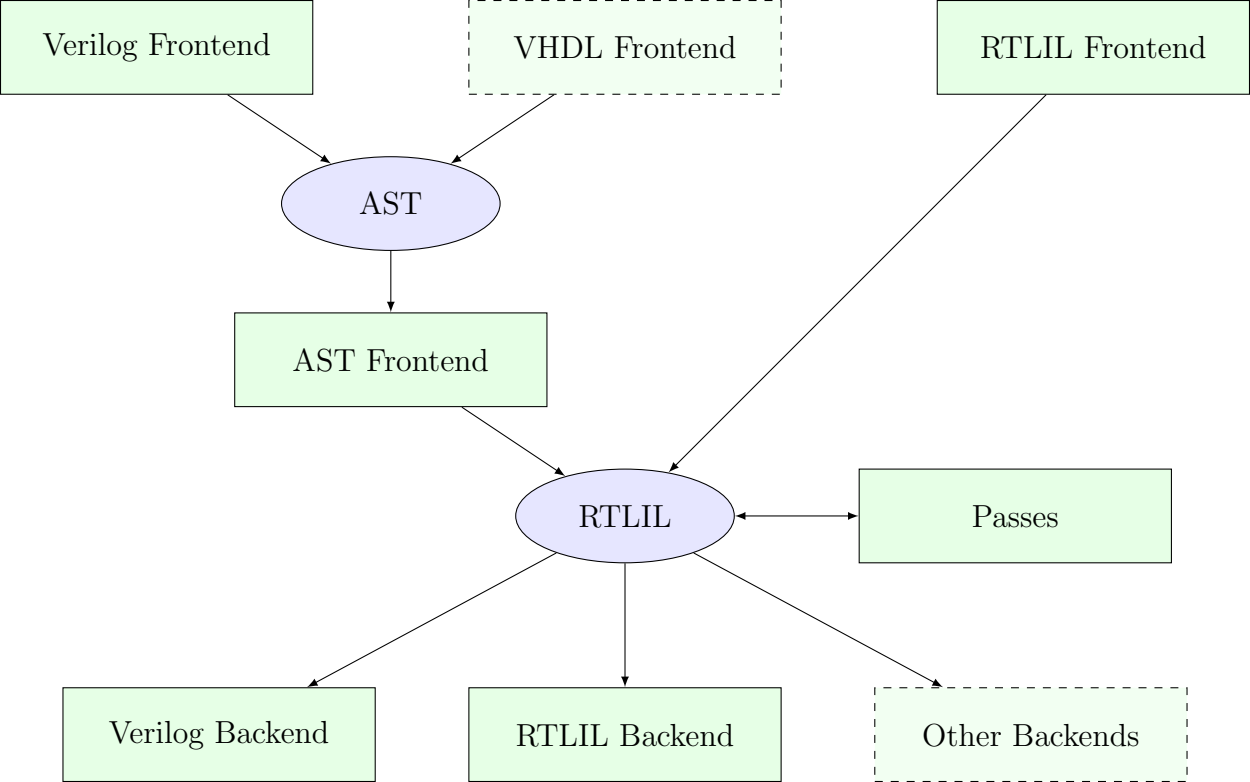 Verilog Frontend
VHDL Frontend
RTLIL Frontend
AST
AST Frontend
RTLIL
Passes
Verilog Backend
RTLIL Backend
Other Backends